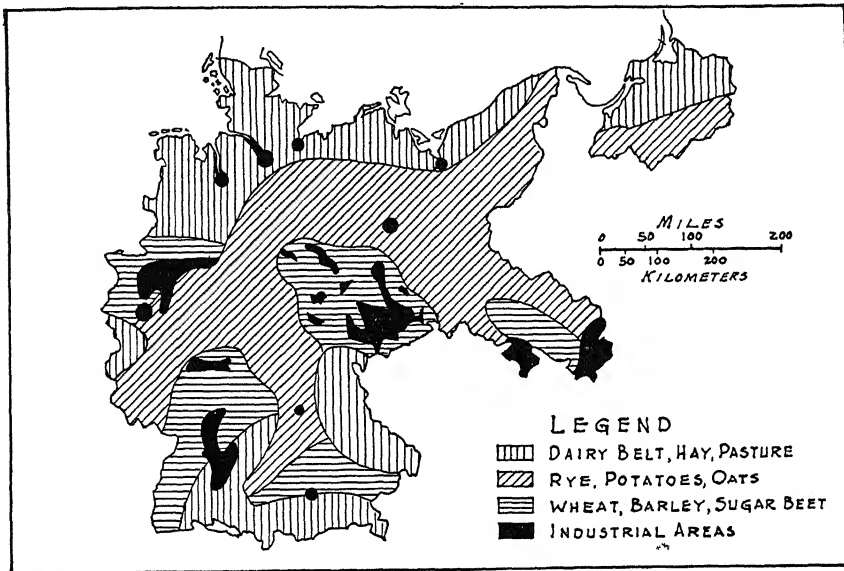 MILES
0 50 100 200
0 50 100 200
KILOMETERS
LEGEND
DAIRY BELT, HAY, PASTURE
RYE, POTATOES, OATS
WHEAT, BARLEY, SUGAR BEET
INDUSTRIAL AREAS